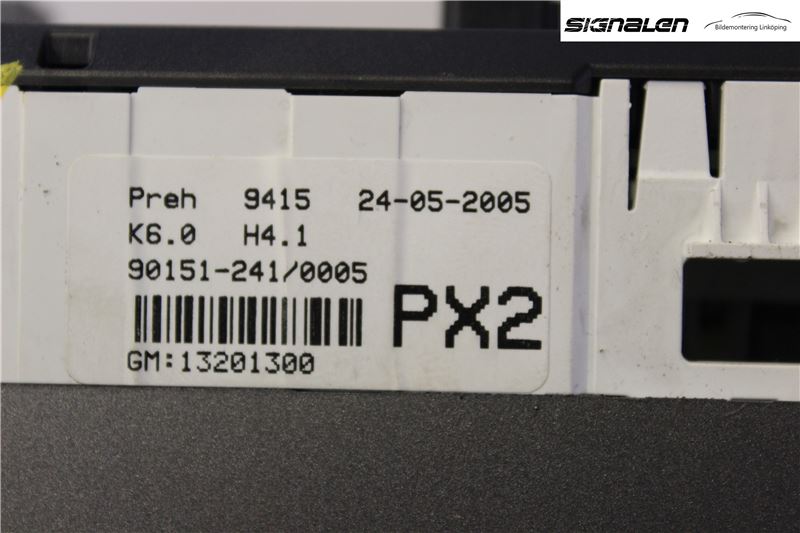 SIGNALEN
Bildemontering Linköping
Preh 9415 24-05-2005
K6.0 H4.1
90151-241/0005
PX2
GM:13201300